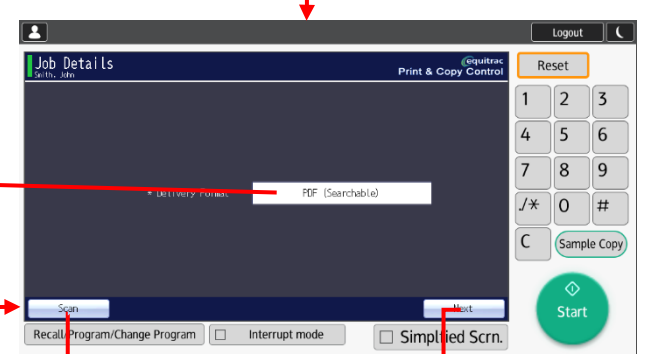 Logout
Job Details
Smith, John
equitrac
Print & Copy Control
Reset
1 2 3
4 5 6
7 8 9
./* 0 #
C Sample Copy
* Delivery Format PDF (Searchable)
Scan Next
Start
Recall/Program/Change Program Interrupt mode Simplified Scrn.